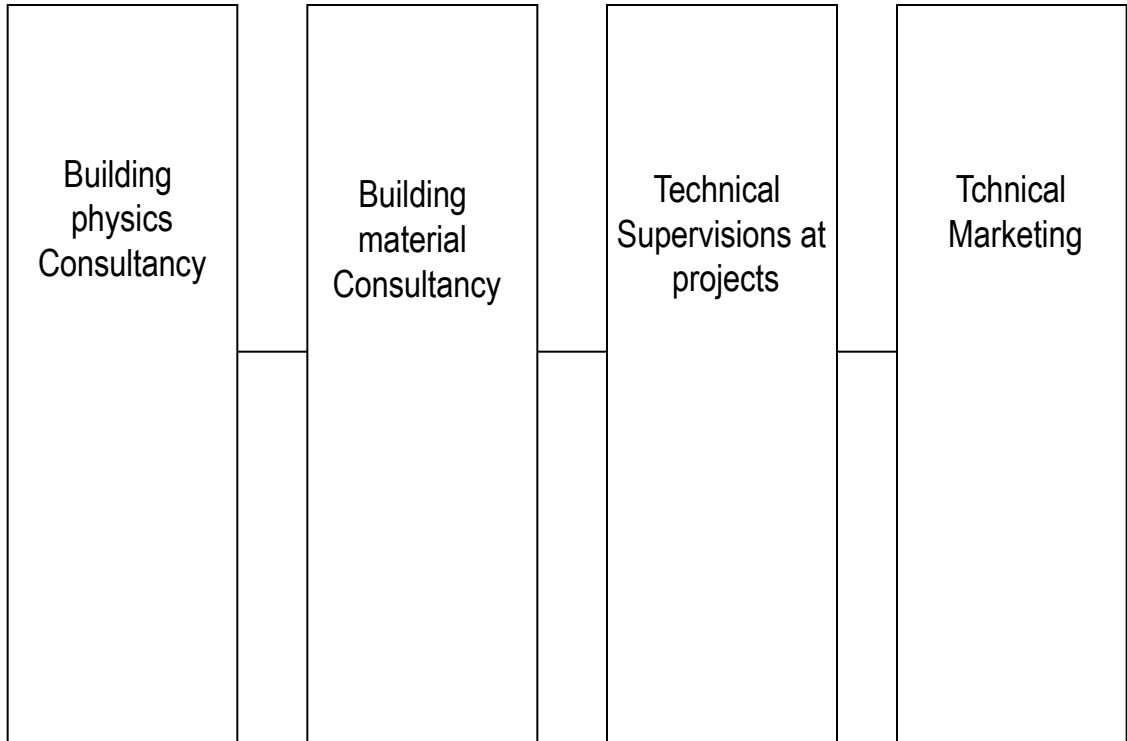 Building
physics
Consultancy
Building
material
Consultancy
Technical
Supervisions at
projects
Tchnical
Marketing